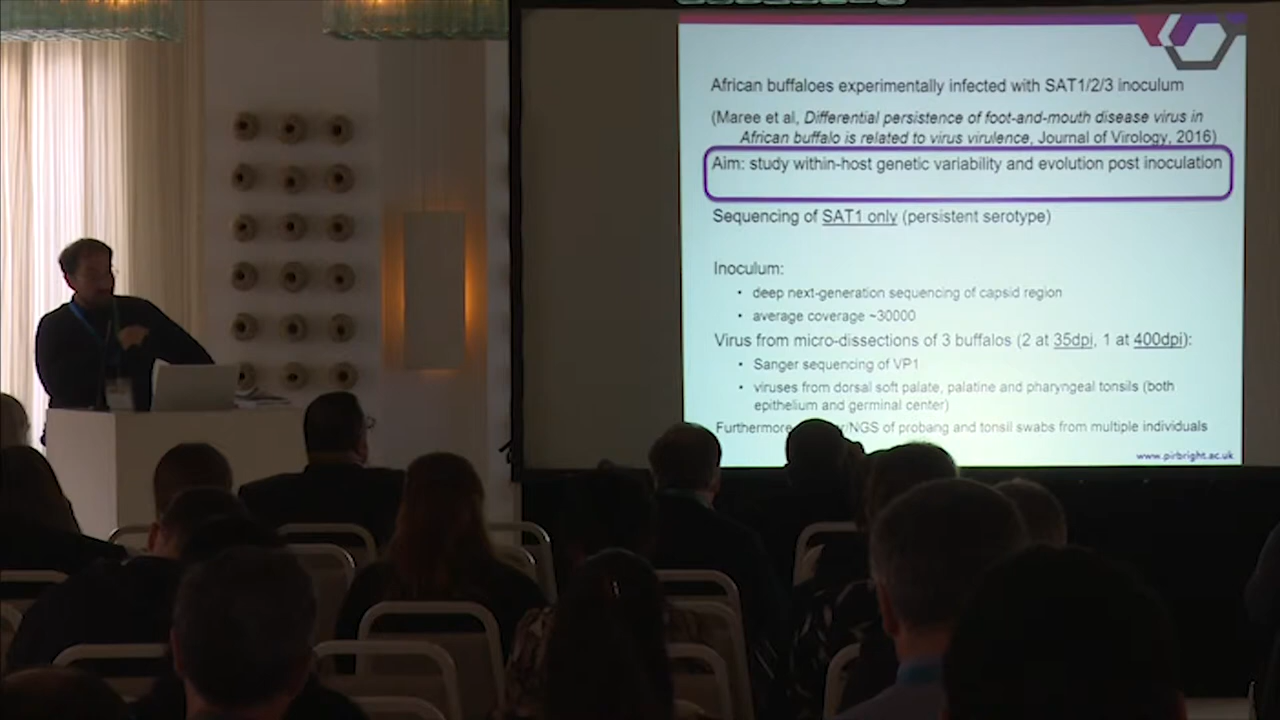 African buffaloes experimentally infected with SAT1/2/3 inoculum
(Maree et al, Differential persistence of foot-and-mouth disease virus in
African buffalo is related to virus virulence, Journal of Virology, 2016)
Aim: study within-host genetic variability and evolution post inoculation
Sequencing of SAT1 only (persistent serotype)
Inoculum:
• deep next-generation sequencing of capsid region
• average coverage ~30000
Virus from micro-dissections of 3 buffalos (2 at 35dpi, 1 at 400dpi):
• Sanger sequencing of VP1
• viruses from dorsal soft palate, palatine and pharyngeal tonsils (both
epithelium and germinal center)
Furthermore /NGS of probang and tonsil swabs from multiple individuals
www.pirbright.ac.uk